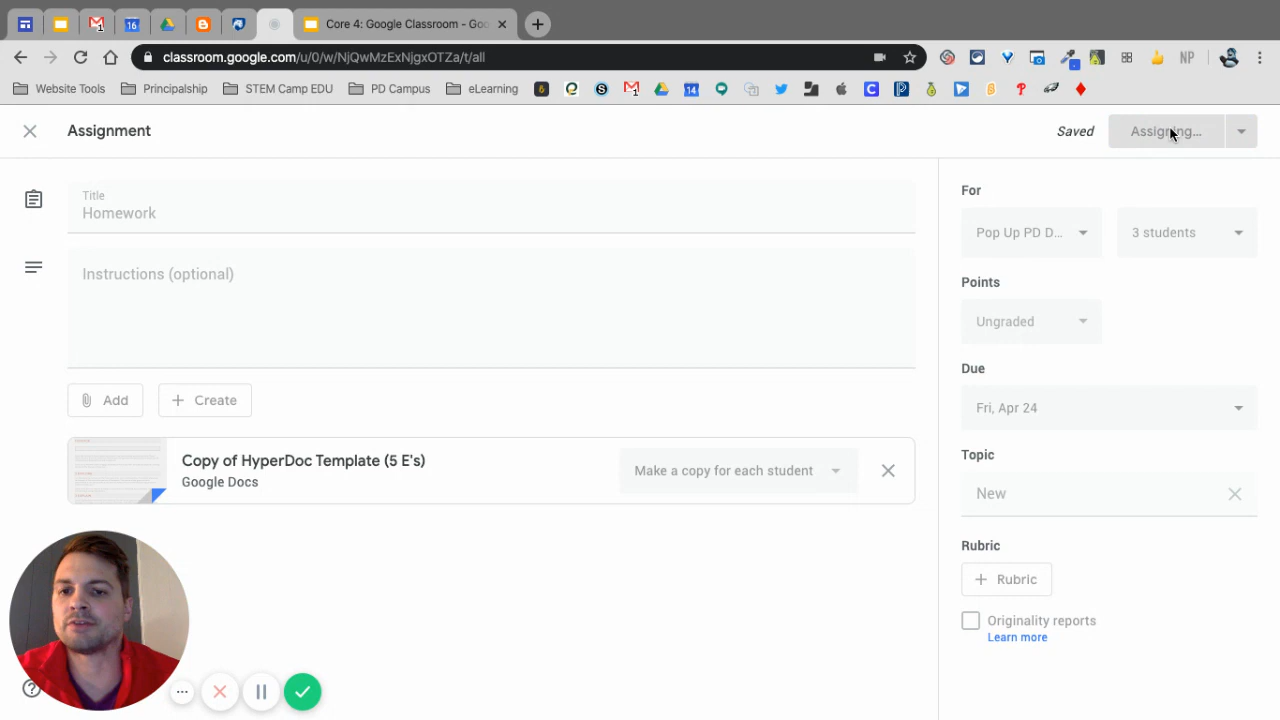 Core 4: Google Classroom - Goo
classroom.google.com/u/0/w/NjQwMzExNjgxOTZa/t/all
NP
Website Tools
Principalship
STEM Camp EDU
PD Campus
eLearning
Assignment
Saved
Assigning...
Title
Homework
Instructions (optional)
Add
Create
Copy of HyperDoc Template (5 E's)
Google Docs
Make a copy for each student
For
Pop Up PD D...
3 students
Points
Ungraded
Due
Fri, Apr 24
Topic
New
Rubric
Rubric
Originality reports
Learn more